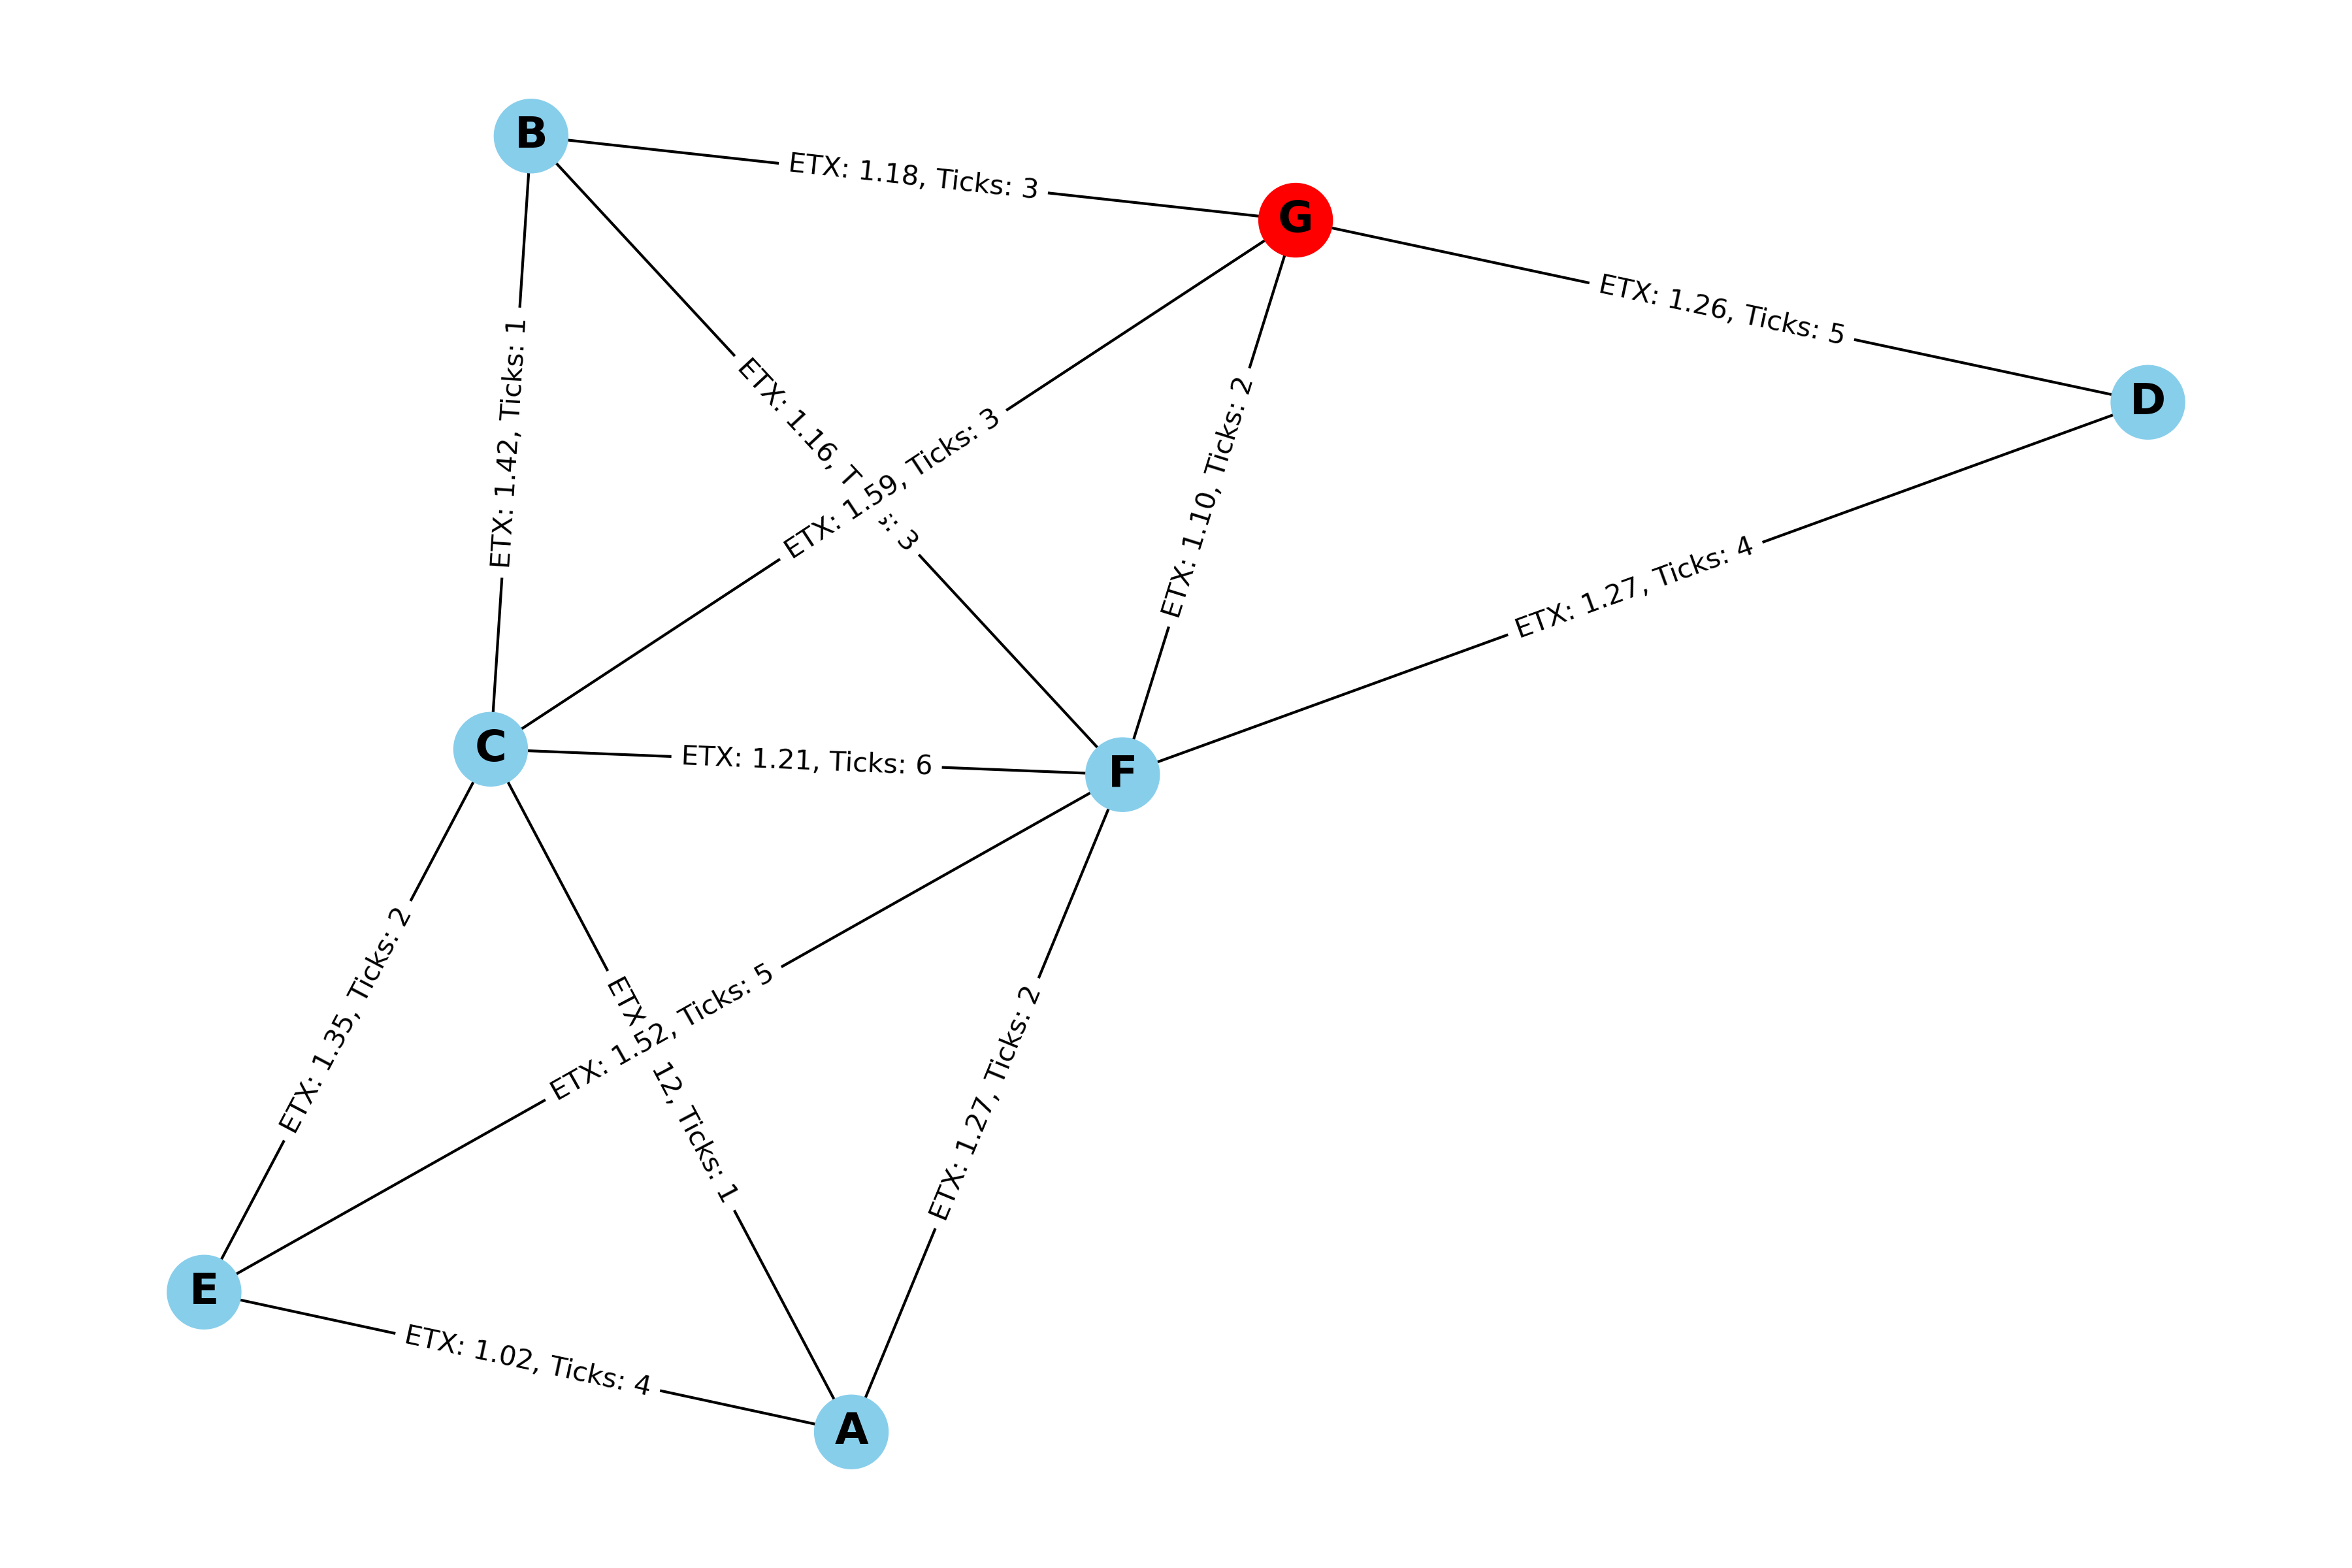 B
ETX: 1.18, Ticks: 3
G
ETX: 1.26, Ticks: 5
D
ETX: 1.42, Ticks: 1
ETX: 1.16, 3
ETX: 1.59, Ticks: 3
ETX: 1.10, Ticks: 2
ETX: 1.27, Ticks: 4
C
ETX: 1.21, Ticks: 6
F
ETX: 1.35, Ticks: 2
ETX 12, Ticks: 1
ETX: 1.52, Ticks: 5
ETX: 1.27, Ticks: 2
E
ETX: 1.02, Ticks: 4
A